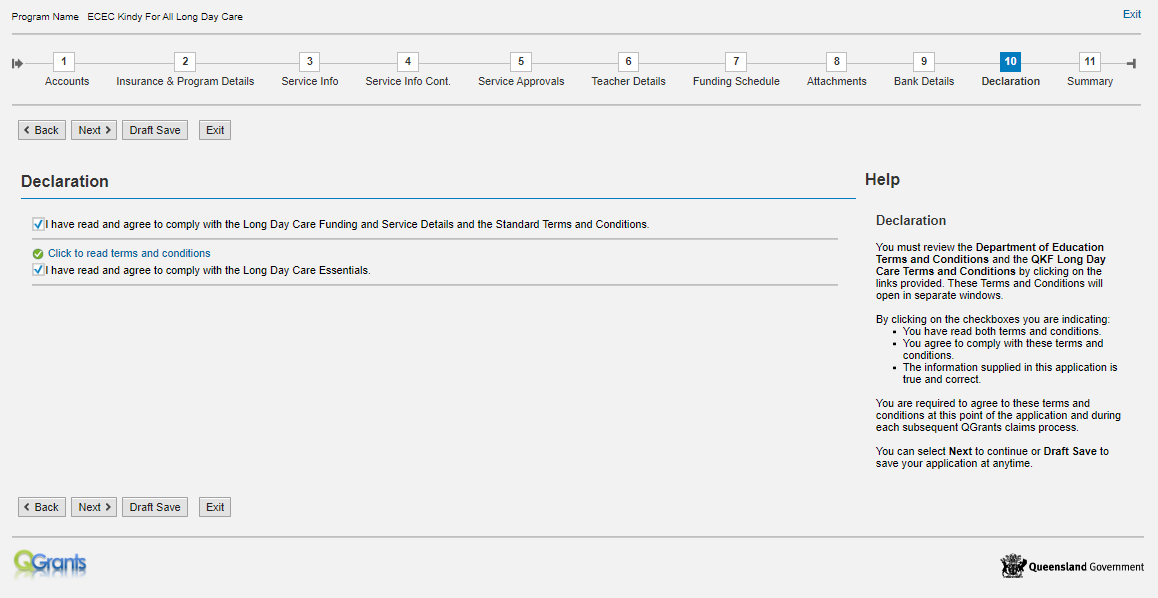 Program Name ECEC Kindy For All Long Day Care
Exit
1 2 3 4 5 6 7 8 9 10 11
Accounts Insurance & Program Details Service Info Service Info Cont. Service Approvals Teacher Details Funding Schedule Attachments Bank Details Declaration Summary
Back Next Draft Save Exit
Declaration
I have read and agree to comply with the Long Day Care Funding and Service Details and the Standard Terms and Conditions.
Click to read terms and conditions
I have read and agree to comply with the Long Day Care Essentials.
Help
Declaration
You must review the Department of Education
Terms and Conditions and the QKF Long Day
Care Terms and Conditions by clicking on the
links provided. These Terms and Conditions will
open in separate windows.
By clicking on the checkboxes you are indicating:
You have read both terms and conditions.
You agree to comply with these terms and
conditions.
The information supplied in this application is
true and correct.
You are required to agree to these terms and
conditions at this point of the application and during
each subsequent QGrants claims process.
You can select Next to continue or Draft Save to
save your application at anytime.
Back Next Draft Save Exit
QGrants
Queensland Government